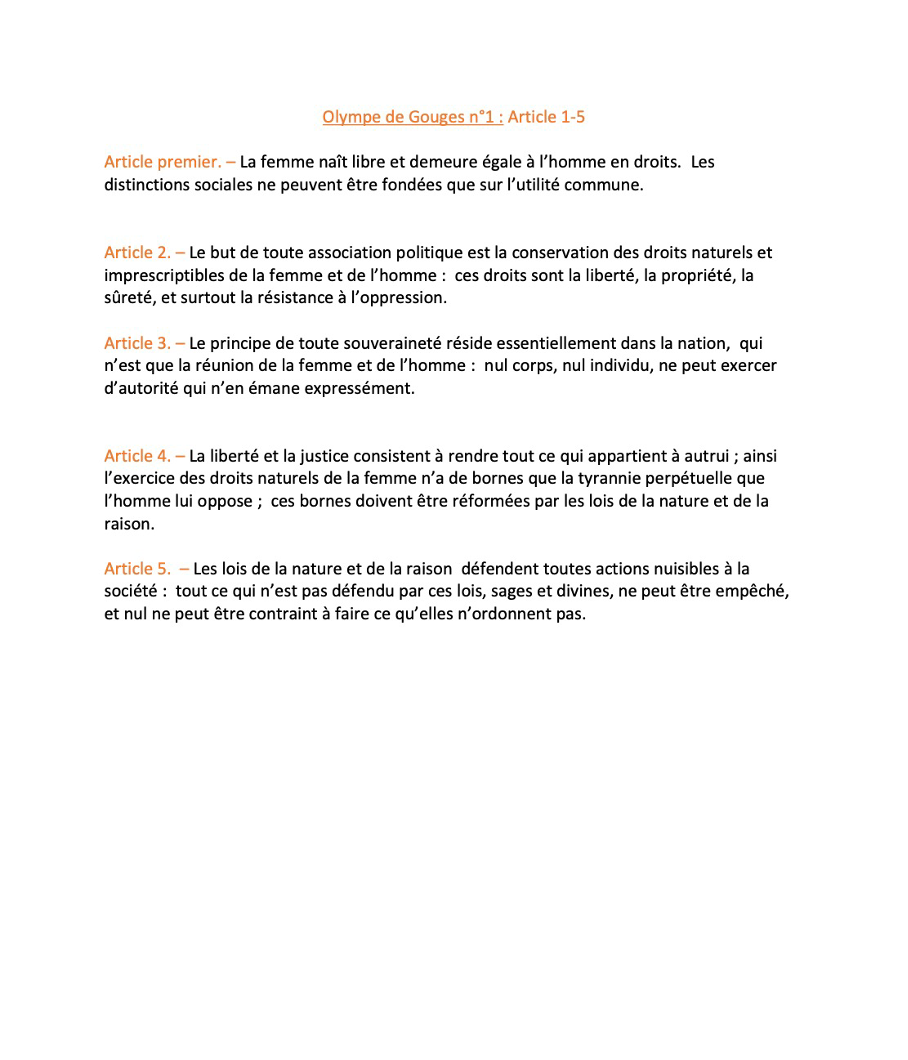 Olympe de Gouges n°1 : Article 1-5
Article premier. – La femme naît libre et demeure égale à l’homme en droits.  Les
distinctions sociales ne peuvent être fondées que sur l’utilité commune.
Article 2. – Le but de toute association politique est la conservation des droits naturels et
imprescriptibles de la femme et de l’homme :  ces droits sont la liberté, la propriété, la
sûreté, et surtout la résistance à l’oppression.
Article 3. – Le principe de toute souveraineté réside essentiellement dans la nation,  qui
n’est que la réunion de la femme et de l’homme :  nul corps, nul individu, ne peut exercer
d’autorité qui n’en émane expressément.
Article 4. – La liberté et la justice consistent à rendre tout ce qui appartient à autrui ; ainsi
l’exercice des droits naturels de la femme n’a de bornes que la tyrannie perpétuelle que
l’homme lui oppose ;  ces bornes doivent être réformées par les lois de la nature et de la
raison.
Article 5.  – Les lois de la nature et de la raison  défendent toutes actions nuisibles à la
société :  tout ce qui n’est pas défendu par ces lois, sages et divines, ne peut être empêché,
et nul ne peut être contraint à faire ce qu’elles n’ordonnent pas.